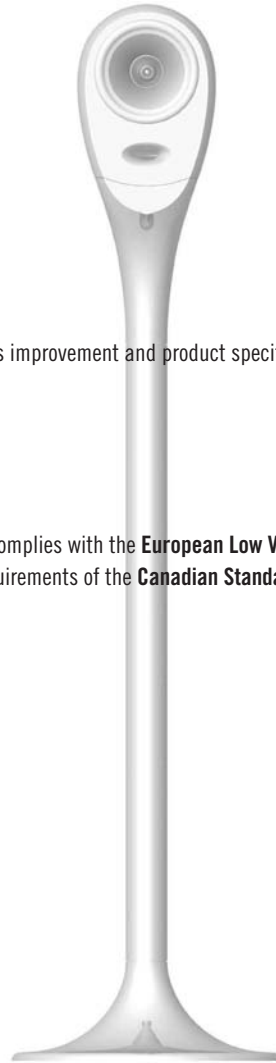 s improvement and product speci
omplies with the European Low V
uirements of the Canadian Standa